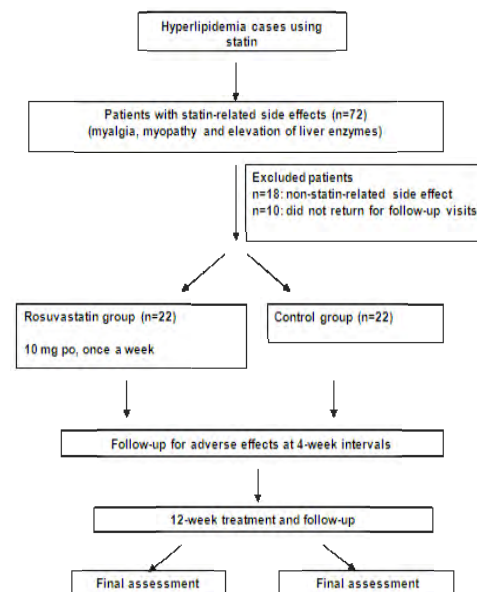 Hyperlipidemia cases using
statin
Patients with statin-related side effects (n=72)
(myalgia, myopathy and elevation of liver enzymes)
Excluded patients
n=18: non-statin-related side effect
n=10: did not return for follow-up visits
Rosuvastatin group (n=22)
10 mg po, once a week
Control group (n=22)
Follow-up for adverse effects at 4-week intervals
12-week treatment and follow-up
Final assessment
Final assessment